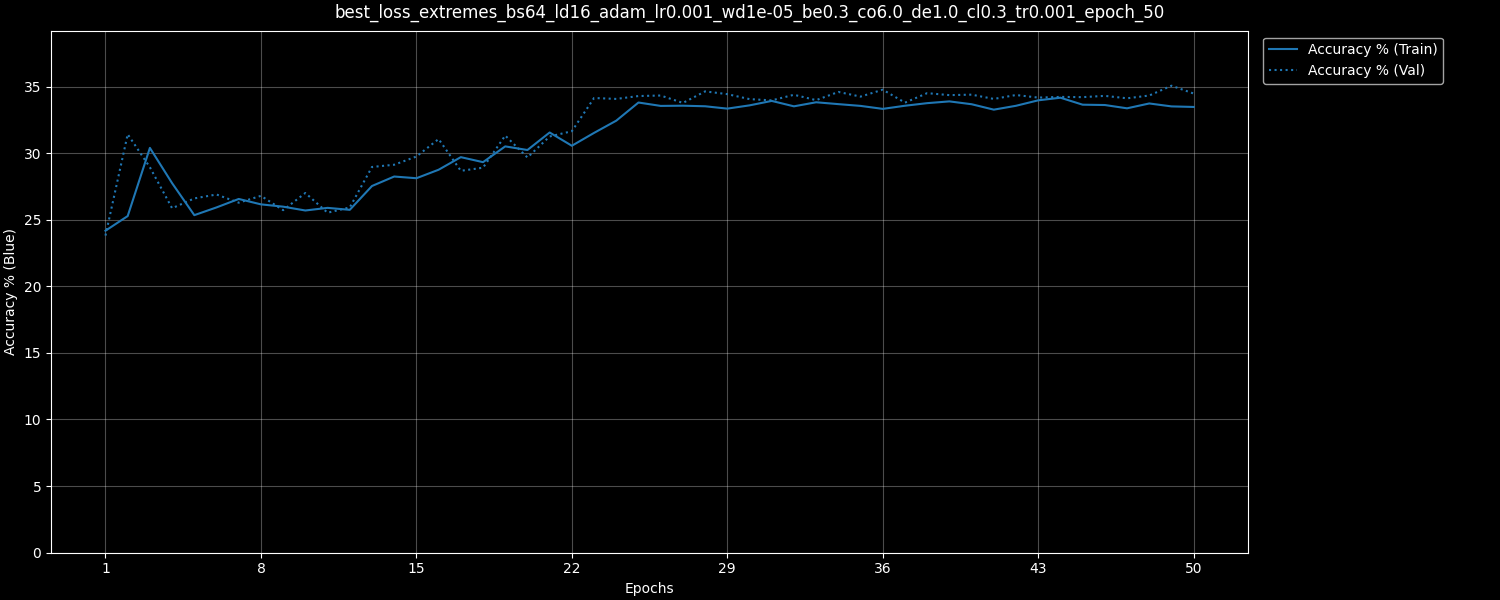 best_loss_extremes_bs64_ld16_adam_lr0.001_wd1e-05_be0.3_co6.0_de1.0_cl0.3_tr0.001_epoch_50
Accuracy % (Train)
Accuracy % (Val)
Accuracy % (Blue)
35
30
25
20
15
10
5
0
1 8 15 22 29 36 43 50
Epochs